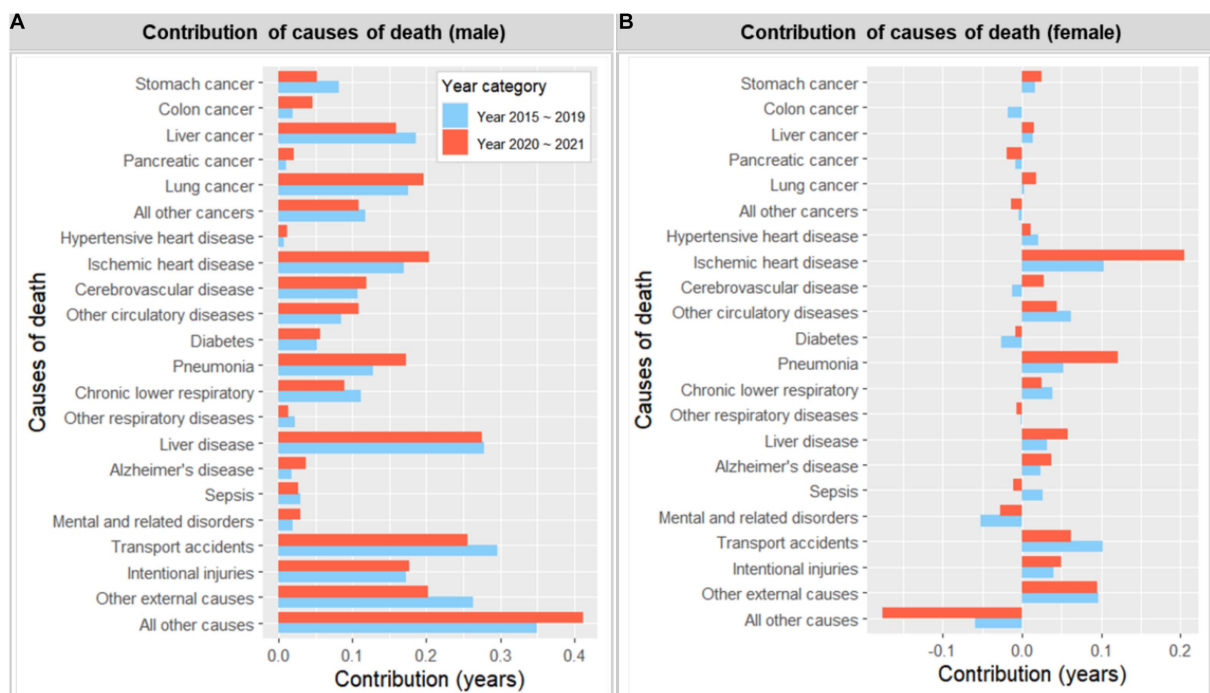 A
Contribution of causes of death (male)
Causes of death
Stomach cancer
Colon cancer
Liver cancer
Pancreatic cancer
Lung cancer
All other cancers
Hypertensive heart disease
Ischemic heart disease
Cerebrovascular disease
Other circulatory diseases
Diabetes
Pneumonia
Chronic lower respiratory
Other respiratory diseases
Liver disease
Alzheimer's disease
Sepsis
Mental and related disorders
Transport accidents
Intentional injuries
Other external causes
All other causes
Year category
Year 2015 ~ 2019
Year 2020 ~ 2021
0.0 0.1 0.2 0.3 0.4
Contribution (years)
B
Contribution of causes of death (female)
Causes of death
Stomach cancer
Colon cancer
Liver cancer
Pancreatic cancer
Lung cancer
All other cancers
Hypertensive heart disease
Ischemic heart disease
Cerebrovascular disease
Other circulatory diseases
Diabetes
Pneumonia
Chronic lower respiratory
Other respiratory diseases
Liver disease
Alzheimer's disease
Sepsis
Mental and related disorders
Transport accidents
Intentional injuries
Other external causes
All other causes
-0.1 0.0 0.1 0.2
Contribution (years)